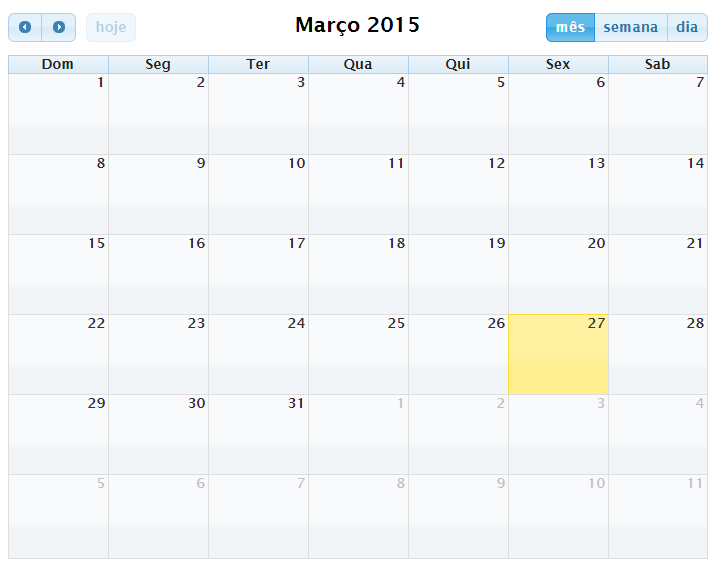 hoje Março 2015 mês semana dia
Dom Seg Ter Qua Qui Sex Sab
1 2 3 4 5 6 7
8 9 10 11 12 13 14
15 16 17 18 19 20 21
22 23 24 25 26 27 28
29 30 31 1 2 3 4
5 6 7 8 9 10 11